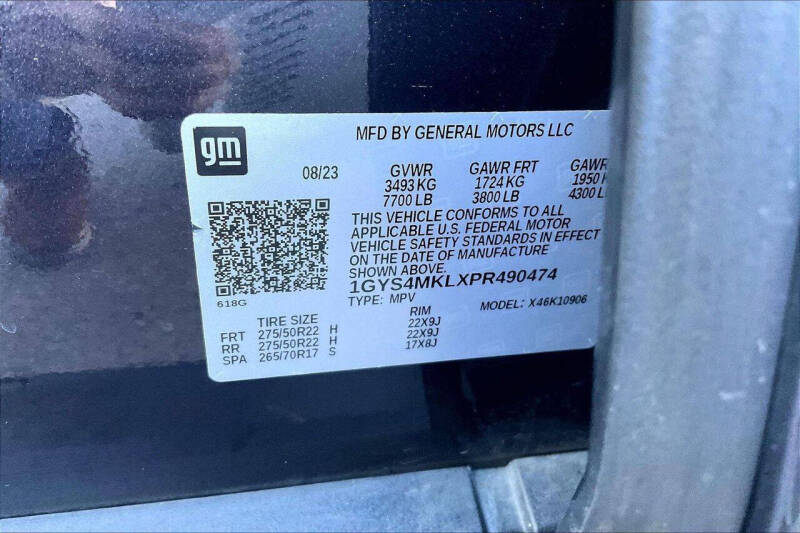 gm
MFD BY GENERAL MOTORS LLC
08/23 GVWR GAWR FRT GAWR
3493 KG 1724 KG 1950 K
7700 LB 3800 LB 4300 L
THIS VEHICLE CONFORMS TO ALL
APPLICABLE U.S. FEDERAL MOTOR
VEHICLE SAFETY STANDARDS IN EFFECT
ON THE DATE OF MANUFACTURE
SHOWN ABOVE.
1GYS4MKLXPR490474
618G
TYPE: MPV MODEL: X46K10906
TIRE SIZE RIM
FRT 275/50R22 H 22X9J
RR 275/50R22 H 22X9J
SPA 265/70R17 S 17X8J